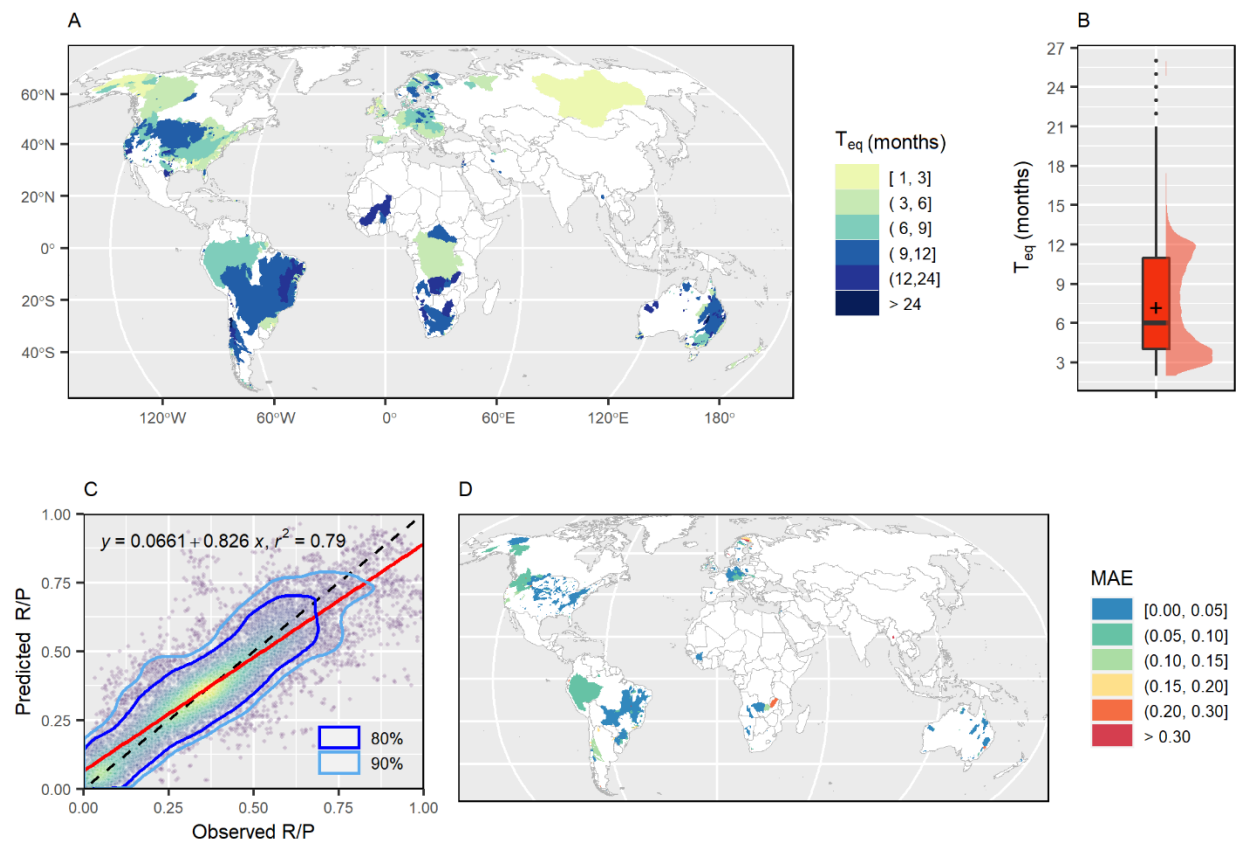 A
60°N
40°N
20°N
0°
20°S
40°S
120°W
60°W
0°
60°E
120°E
180°
T_eq (months)
[ 1, 3]
( 3, 6]
( 6, 9]
( 9,12]
(12,24]
> 24
B
T_eq (months)
27
24
21
18
15
12
9
6
3
C
y = 0.0661 + 0.826 x, r² = 0.79
Predicted R/P
1.00
0.75
0.50
0.25
0.00
80%
90%
0.00
0.25
0.50
0.75
1.00
Observed R/P
D
MAE
[0.00, 0.05]
(0.05, 0.10]
(0.10, 0.15]
(0.15, 0.20]
(0.20, 0.30]
> 0.30